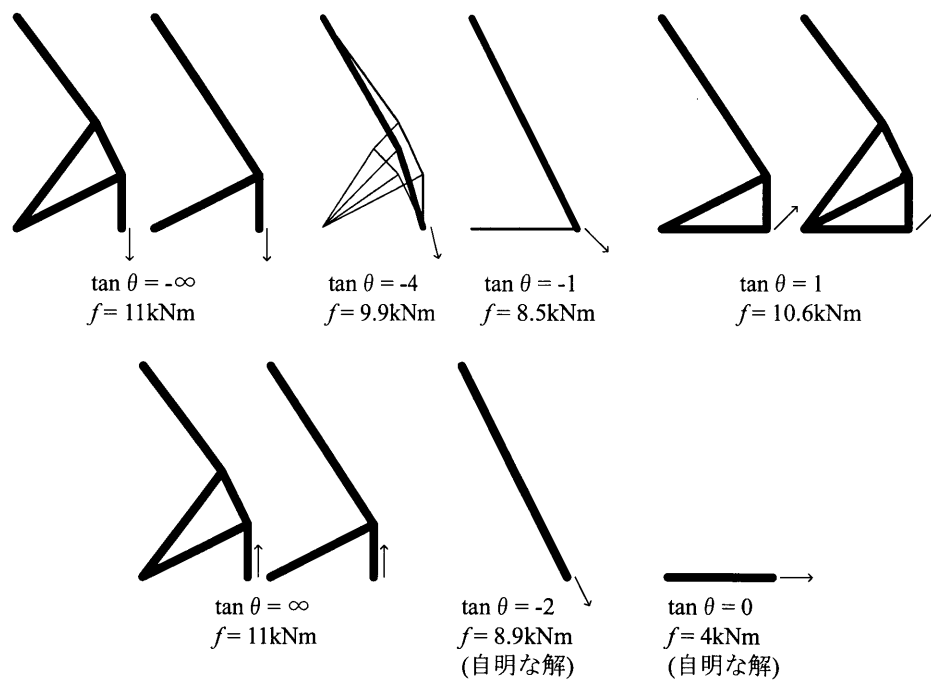 tan θ = -∞
f = 11kNm
tan θ = -4
f = 9.9kNm
tan θ = -1
f = 8.5kNm
tan θ = 1
f = 10.6kNm
tan θ = ∞
f = 11kNm
tan θ = -2
f = 8.9kNm
(自明な解)
tan θ = 0
f = 4kNm
(自明な解)